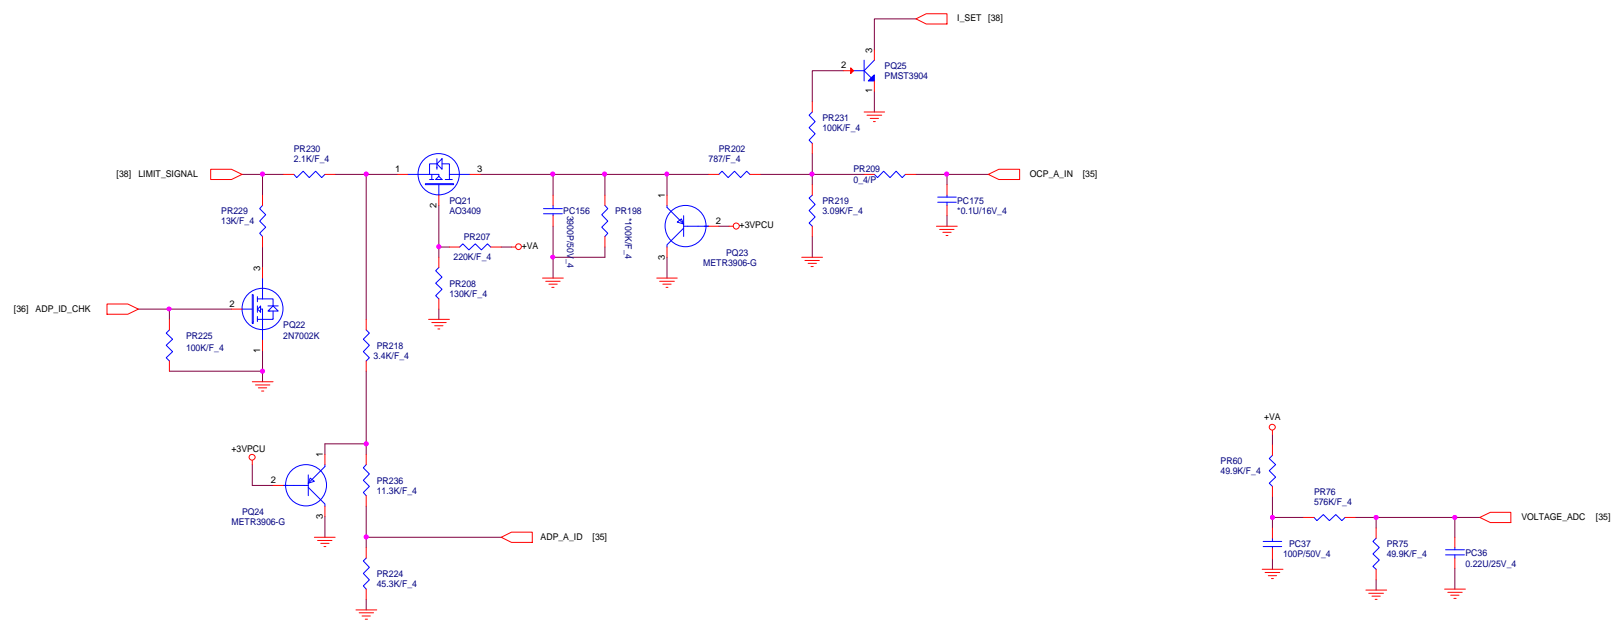 I_SET [38]
3
2
PQ25
PMST3904
1
PR231
100K/F_4
PR230
2.1K/F_4
PR202
787/F_4
[38] LIMIT_SIGNAL
1
3
PR209
0_4/P
OCP_A_IN [35]
PQ21
AO3409
2
PR229
13K/F_4
PC156
3900P/50V_4
PR198
*100K/F_4
1
2
+3VPCU
PR219
3.09K/F_4
PC175
*0.1U/16V_4
PR207
220K/F_4
+VA
3
PQ23
METR3906-G
3
PR208
130K/F_4
[36] ADP_ID_CHK
2
PQ22
2N7002K
1
PR225
100K/F_4
PR218
3.4K/F_4
+3VPCU
1
2
PQ24
METR3906-G
3
PR236
11.3K/F_4
ADP_A_ID [35]
PR224
45.3K/F_4
+VA
PR60
49.9K/F_4
PR76
576K/F_4
VOLTAGE_ADC [35]
PC37
100P/50V_4
PR75
49.9K/F_4
PC36
0.22U/25V_4